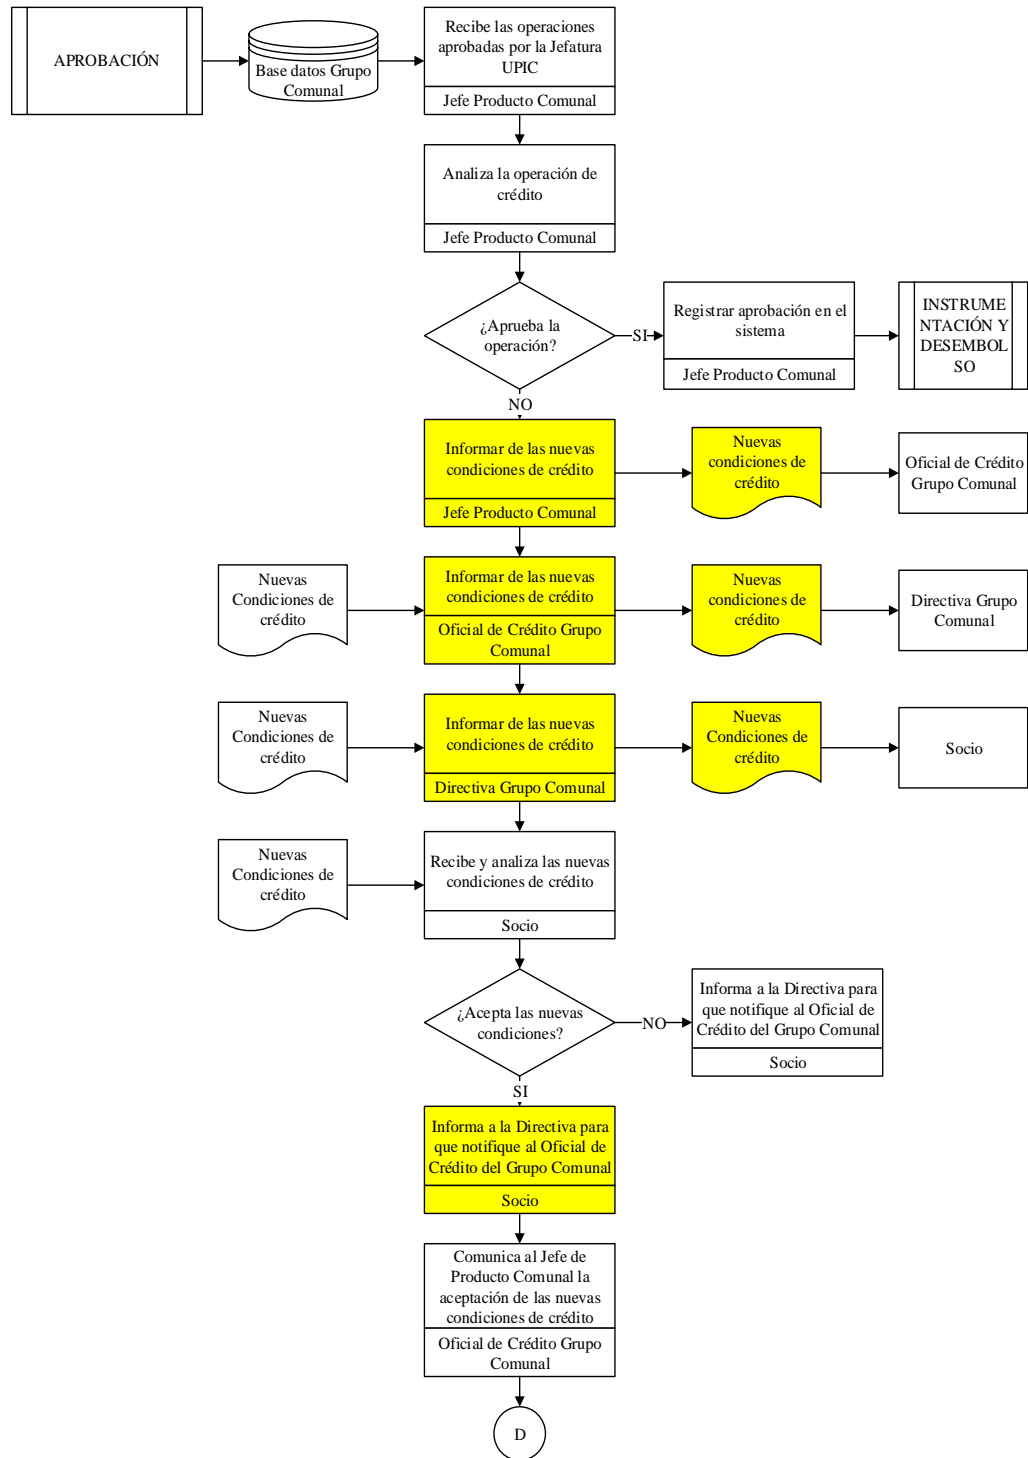 APROBACIÓN
Base datos Grupo
Comunal
Recibe las operaciones
aprobadas por la Jefatura
UPIC
Jefe Producto Comunal
Analiza la operación de
crédito
Jefe Producto Comunal
¿Aprueba la
operación?
SI
Registrar aprobación en el
sistema
Jefe Producto Comunal
INSTRUME
NTACIÓN Y
DESEMBOL
SO
NO
Informar de las nuevas
condiciones de crédito
Jefe Producto Comunal
Nuevas
condiciones de
crédito
Oficial de Crédito
Grupo Comunal
Nuevas
Condiciones de
crédito
Informar de las nuevas
condiciones de crédito
Oficial de Crédito Grupo
Comunal
Nuevas
condiciones de
crédito
Directiva Grupo
Comunal
Nuevas
Condiciones de
crédito
Informar de las nuevas
condiciones de crédito
Directiva Grupo Comunal
Nuevas
Condiciones de
crédito
Socio
Nuevas
Condiciones de
crédito
Recibe y analiza las nuevas
condiciones de crédito
Socio
¿Acepta las nuevas
condiciones?
NO
Informa a la Directiva para
que notifique al Oficial de
Crédito del Grupo Comunal
Socio
SI
Informa a la Directiva para
que notifique al Oficial de
Crédito del Grupo Comunal
Socio
Comunica al Jefe de
Producto Comunal la
aceptación de las nuevas
condiciones de crédito
Oficial de Crédito Grupo
Comunal
D